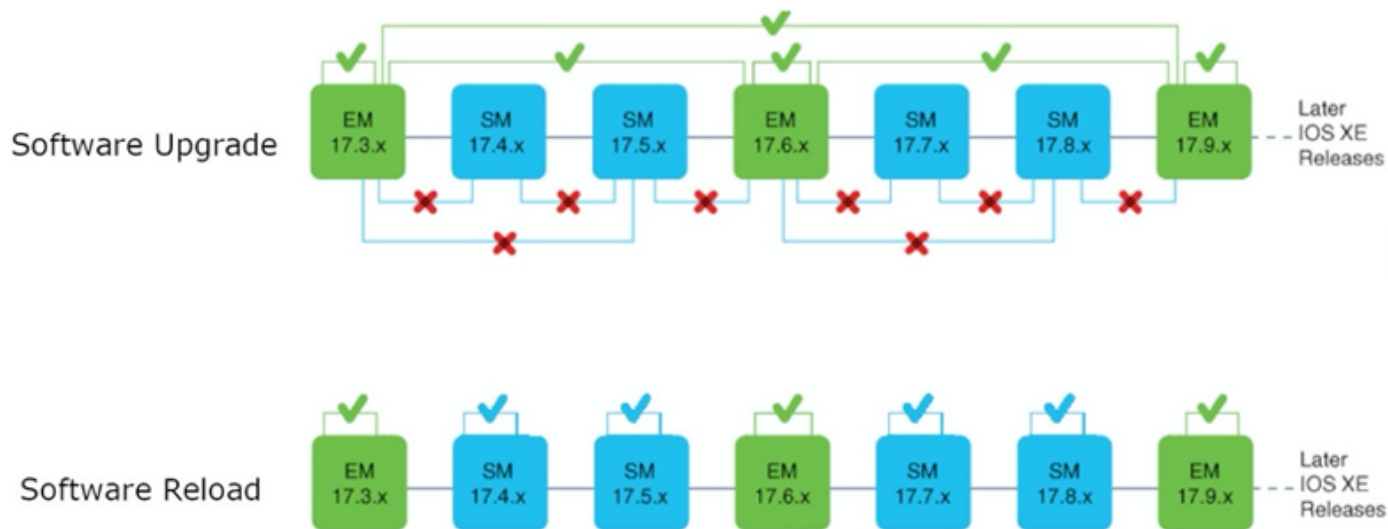 EM
17.3.x
SM
17.4.x
SM
17.5.x
EM
17.6.x
SM
17.7.x
SM
17.8.x
EM
17.9.x
Later
IOS XE
Releases
Software Upgrade
EM
17.3.x
SM
17.4.x
SM
17.5.x
EM
17.6.x
SM
17.7.x
SM
17.8.x
EM
17.9.x
Later
IOS XE
Releases
Software Reload